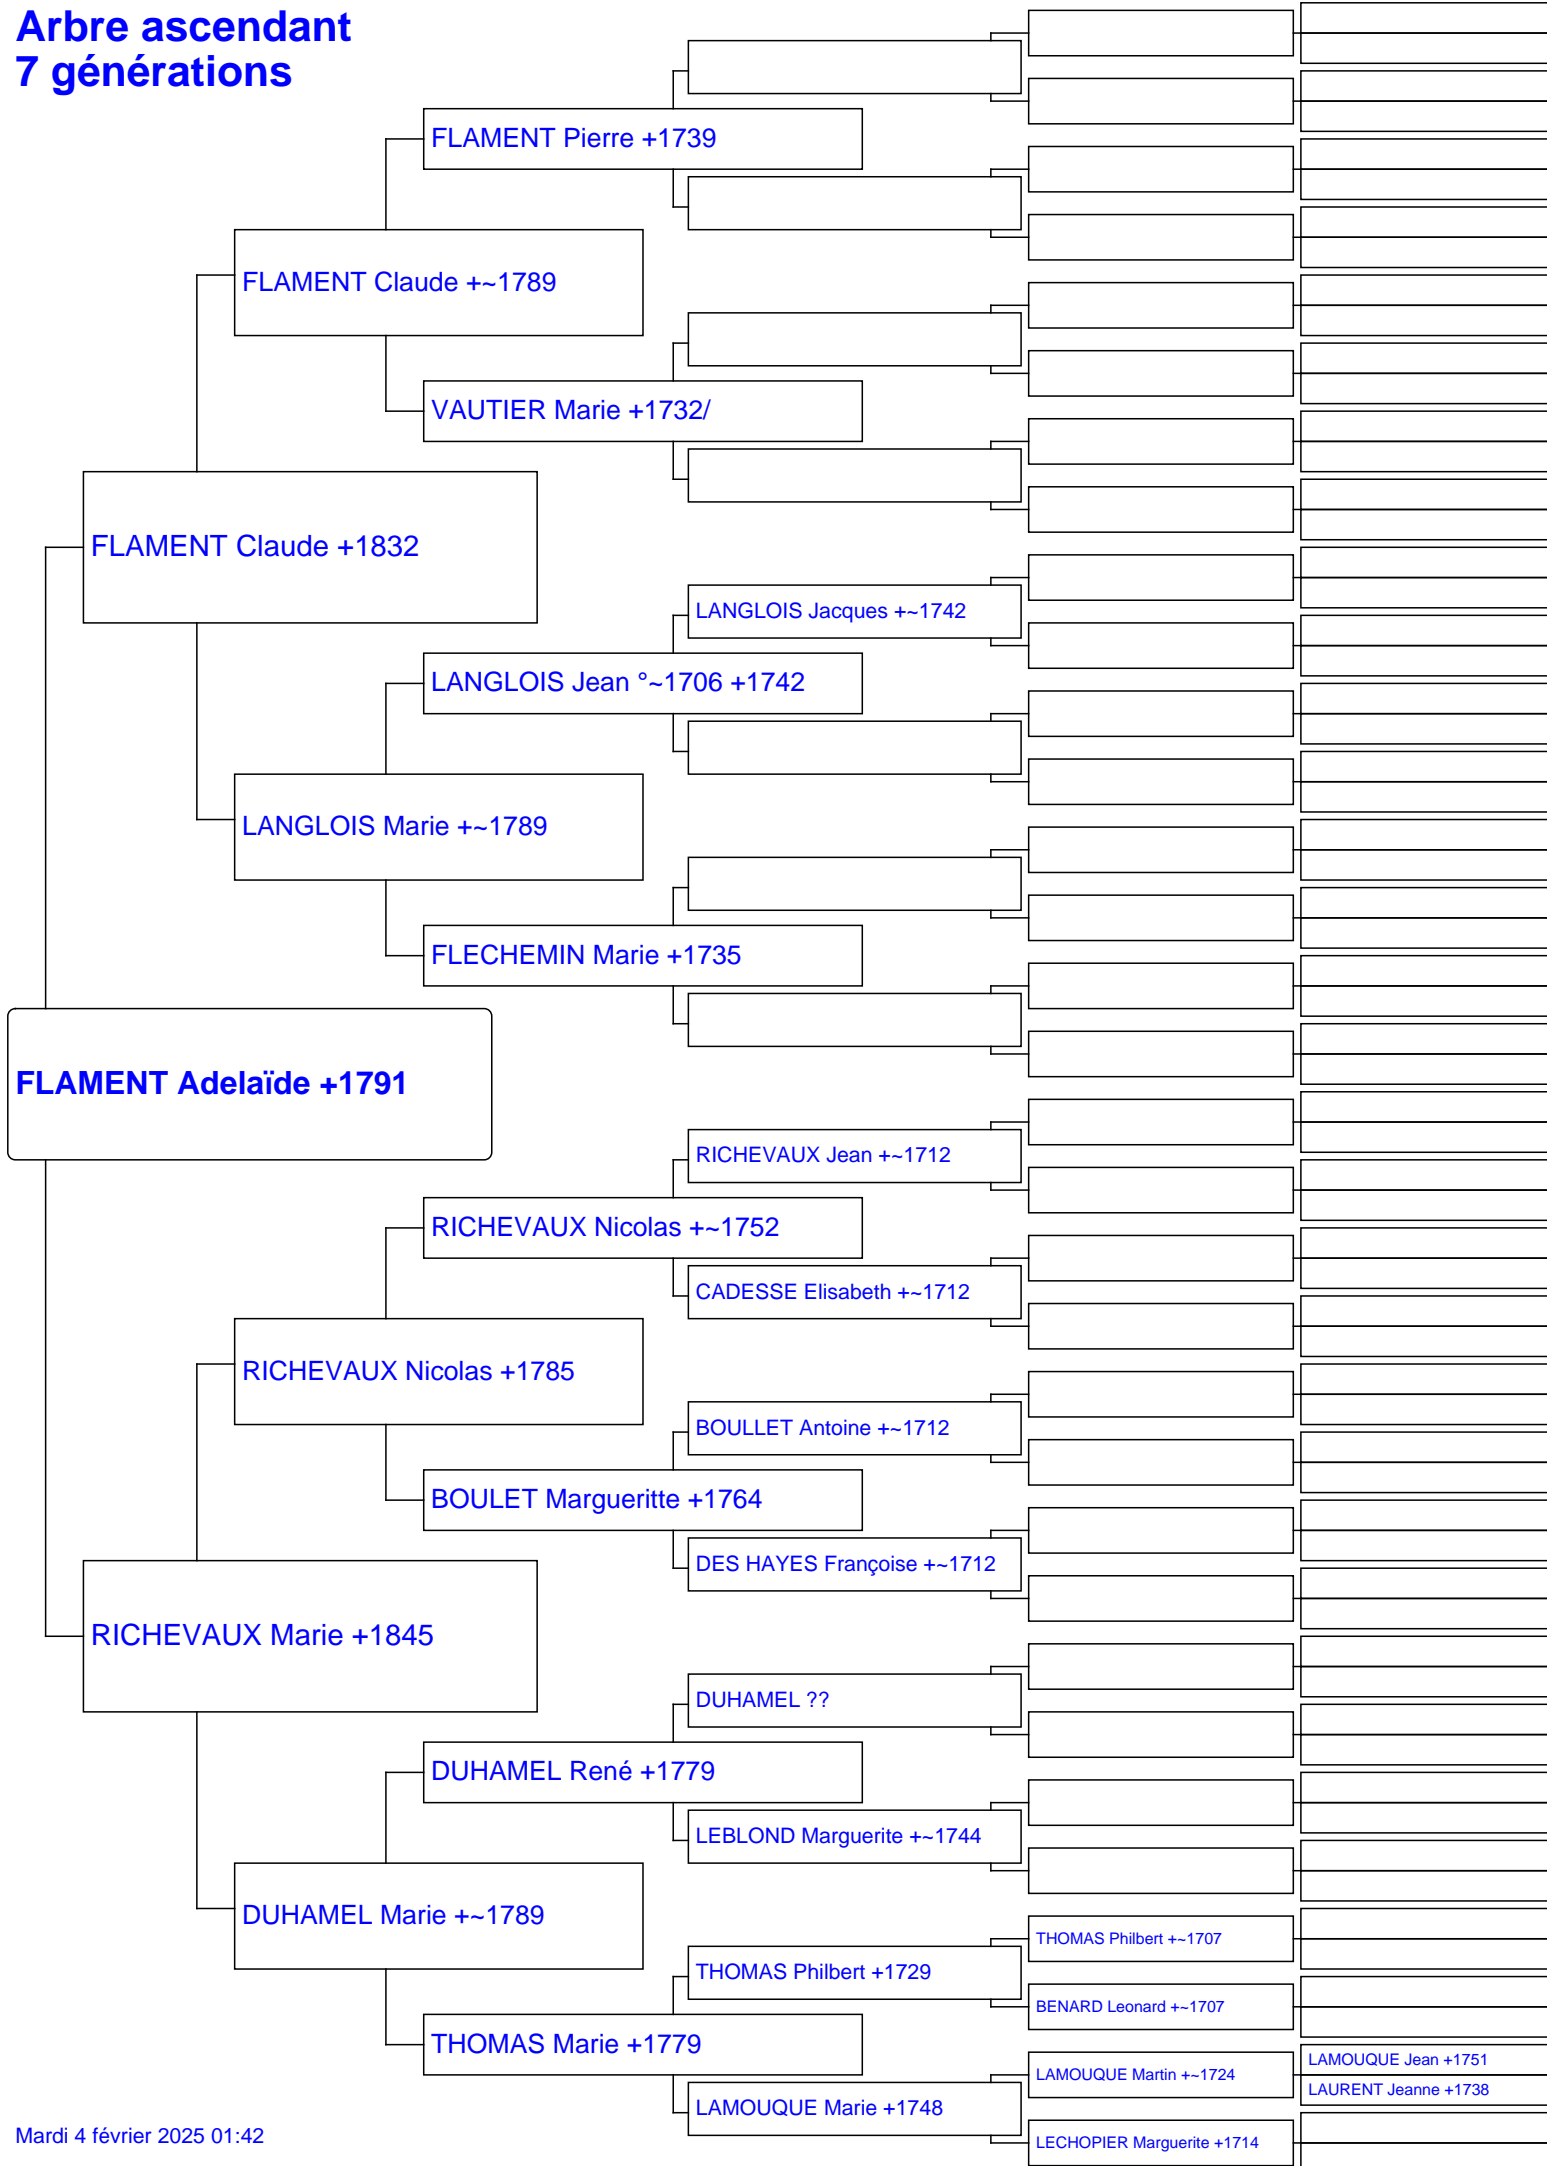 Arbre ascendant
7 générations
FLAMENT Pierre +1739
FLAMENT Claude +~1789
VAUTIER Marie +1732/
FLAMENT Claude +1832
LANGLOIS Jacques +~1742
LANGLOIS Jean °~1706 +1742
LANGLOIS Marie +~1789
FLECHEMIN Marie +1735
FLAMENT Adelaïde +1791
RICHEVAUX Jean +~1712
RICHEVAUX Nicolas +~1752
CADESSE Elisabeth +~1712
RICHEVAUX Nicolas +1785
BOULLET Antoine +~1712
BOULET Margueritte +1764
DES HAYES Françoise +~1712
RICHEVAUX Marie +1845
DUHAMEL ??
DUHAMEL René +1779
LEBLOND Marguerite +~1744
DUHAMEL Marie +~1789
THOMAS Philbert +~1707
THOMAS Philbert +1729
BENARD Leonard +~1707
THOMAS Marie +1779
LAMOUQUE Jean +1751
LAMOUQUE Martin +~1724
LAURENT Jeanne +1738
LAMOUQUE Marie +1748
LECHOPIER Marguerite +1714
Mardi 4 février 2025 01:42